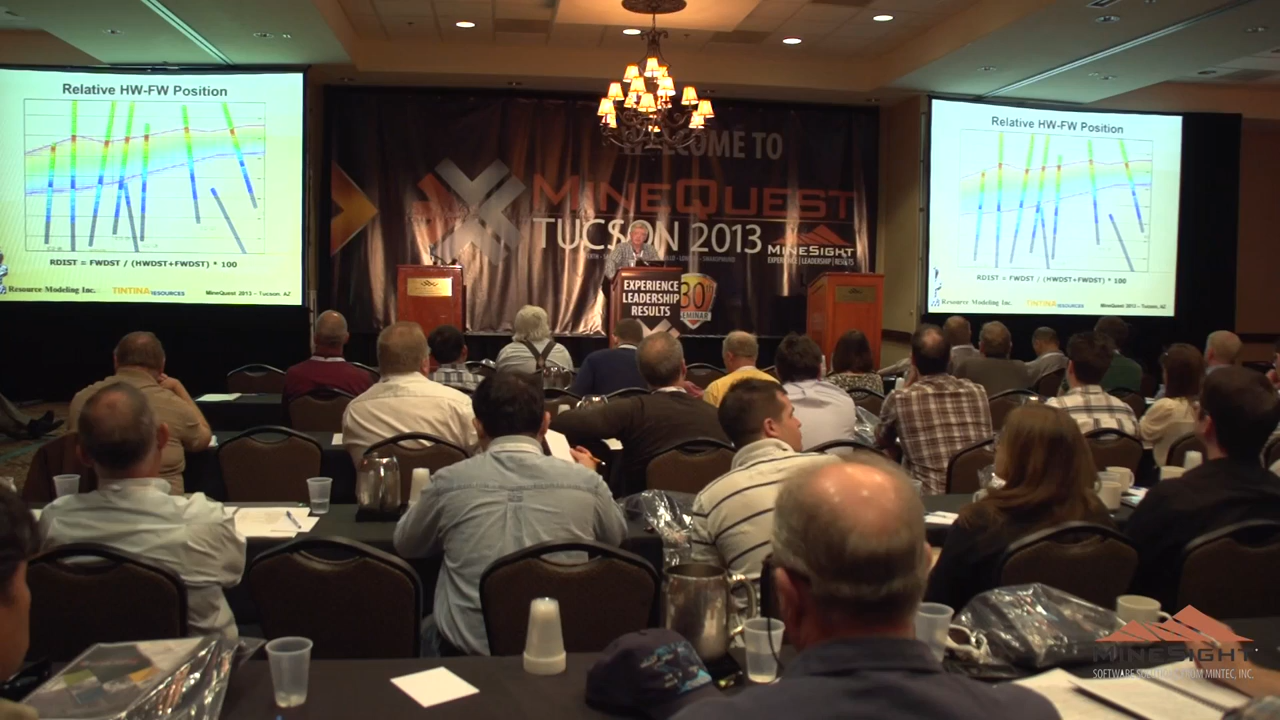 Relative HW-FW Position
RDIST = FWDST / (HWDST+FWDST) * 100
Resource Modeling Inc.
TINTINA RESOURCES
MineQuest 2013 – Tucson, AZ
WELCOME TO
MINEQUEST
TUCSON 2013
MINESIGHT
EXPERIENCE | LEADERSHIP | RESULTS
EXPERIENCE
LEADERSHIP
RESULTS
30
SEMINAR
Relative HW-FW Position
RDIST = FWDST / (HWDST+FWDST) * 100
Resource Modeling Inc.
TINTINA RESOURCES
MineQuest 2013 – Tucson, AZ
MINESIGHT
SOFTWARE SOLUTIONS FROM MINTEC, INC.